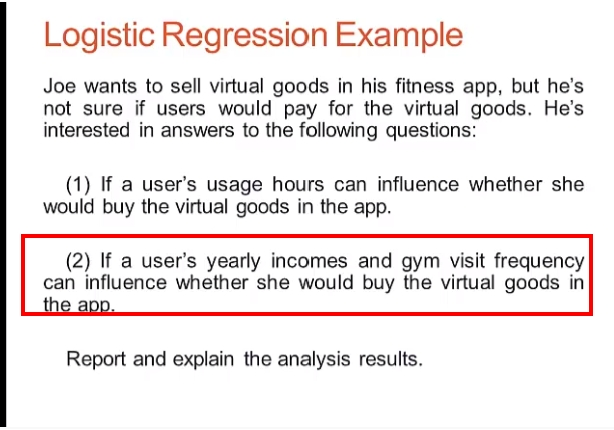 Logistic Regression Example
Joe wants to sell virtual goods in his fitness app, but he's
not sure if users would pay for the virtual goods. He's
interested in answers to the following questions:
(1) If a user's usage hours can influence whether she
would buy the virtual goods in the app.
(2) If a user's yearly incomes and gym visit frequency
can influence whether she would buy the virtual goods in
the app.
Report and explain the analysis results.